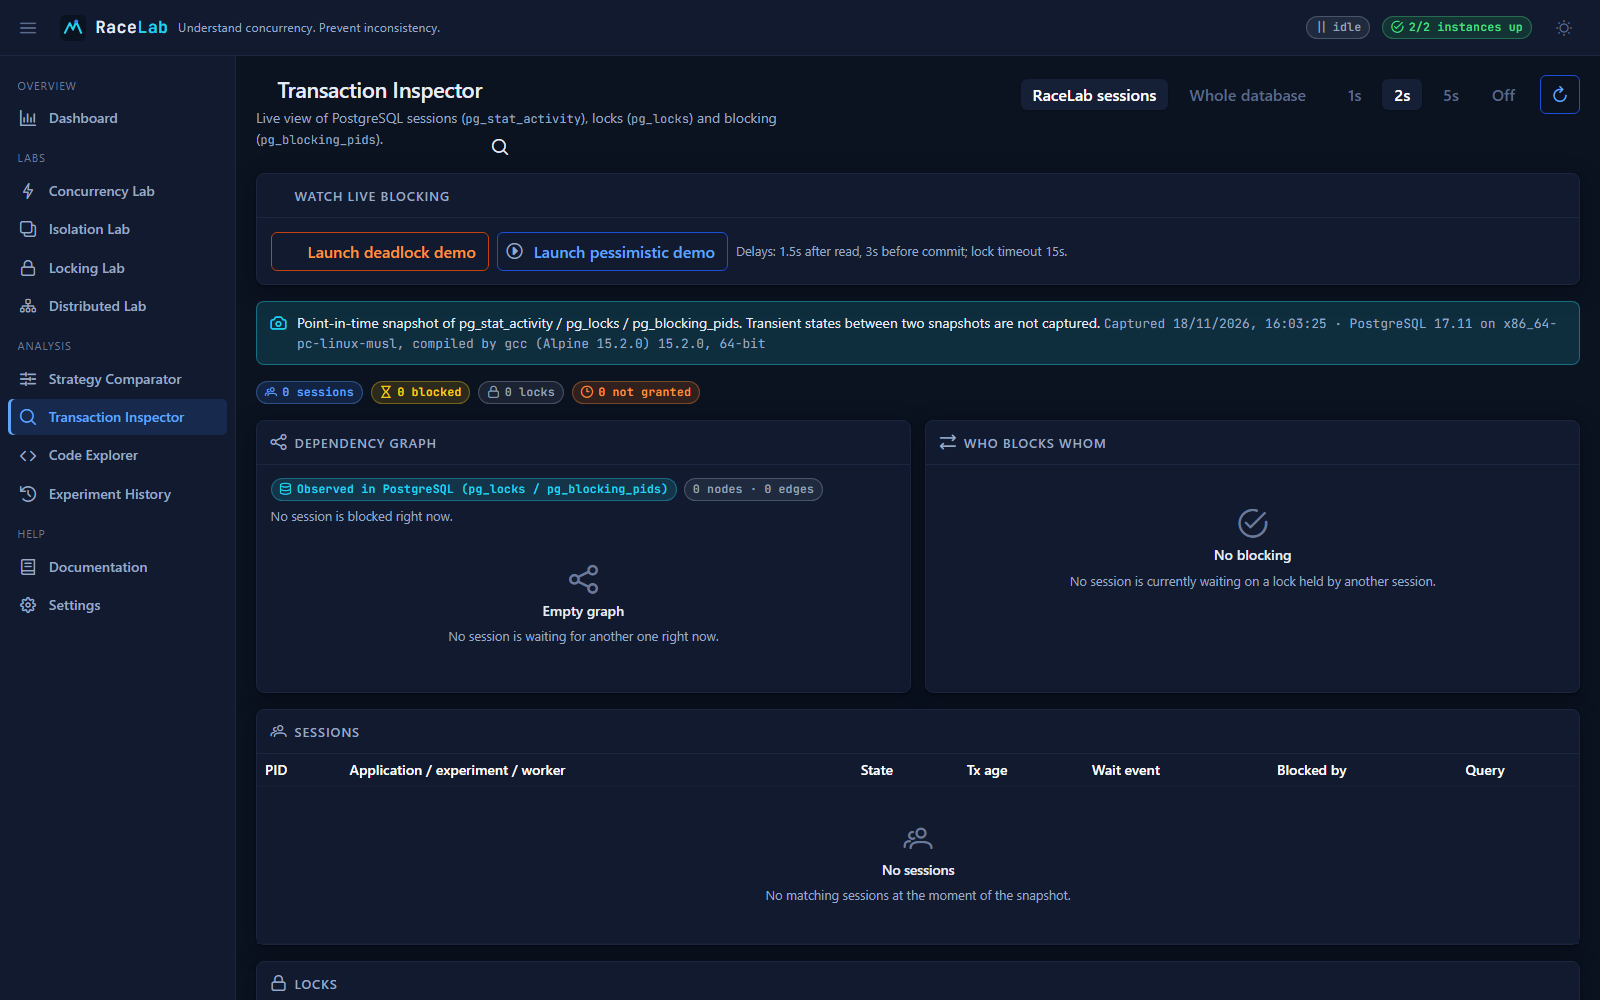 RaceLab Understand concurrency. Prevent inconsistency.
idle
2/2 instances up
OVERVIEW
Dashboard
LABS
Concurrency Lab
Isolation Lab
Locking Lab
Distributed Lab
ANALYSIS
Strategy Comparator
Transaction Inspector
Code Explorer
Experiment History
HELP
Documentation
Settings
Transaction Inspector
Live view of PostgreSQL sessions (pg_stat_activity), locks (pg_locks) and blocking
(pg_blocking_pids).
RaceLab sessions Whole database 1s 2s 5s Off
WATCH LIVE BLOCKING
Launch deadlock demo
Launch pessimistic demo
Delays: 1.5s after read, 3s before commit; lock timeout 15s.
Point-in-time snapshot of pg_stat_activity / pg_locks / pg_blocking_pids. Transient states between two snapshots are not captured. Captured 18/11/2026, 16:03:25 · PostgreSQL 17.11 on x86_64-
pc-linux-musl, compiled by gcc (Alpine 15.2.0) 15.2.0, 64-bit
0 sessions 0 blocked 0 locks 0 not granted
DEPENDENCY GRAPH
Observed in PostgreSQL (pg_locks / pg_blocking_pids) 0 nodes · 0 edges
No session is blocked right now.
Empty graph
No session is waiting for another one right now.
WHO BLOCKS WHOM
No blocking
No session is currently waiting on a lock held by another session.
SESSIONS
PID Application / experiment / worker State Tx age Wait event Blocked by Query
No sessions
No matching sessions at the moment of the snapshot.
LOCKS